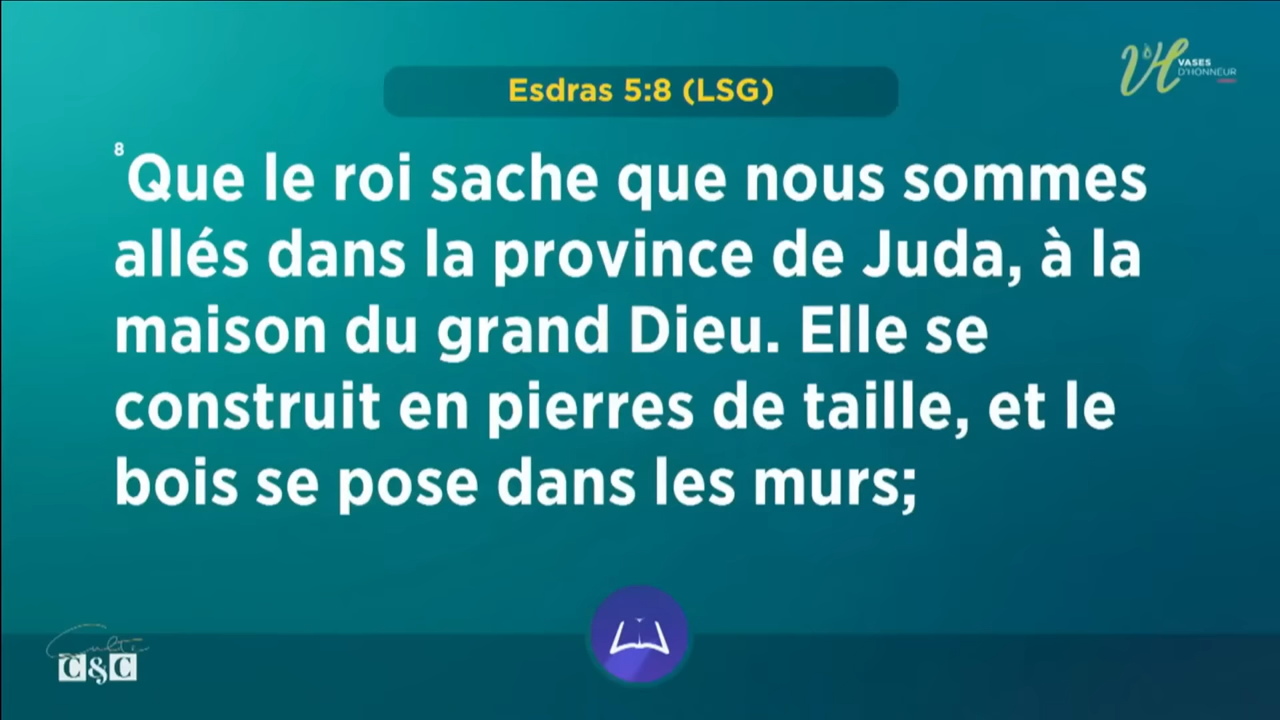 Esdras 5:8 (LSG)
VH VASES
D'HONNEUR
8 Que le roi sache que nous sommes
allés dans la province de Juda, à la
maison du grand Dieu. Elle se
construit en pierres de taille, et le
bois se pose dans les murs;
Culte
C&C